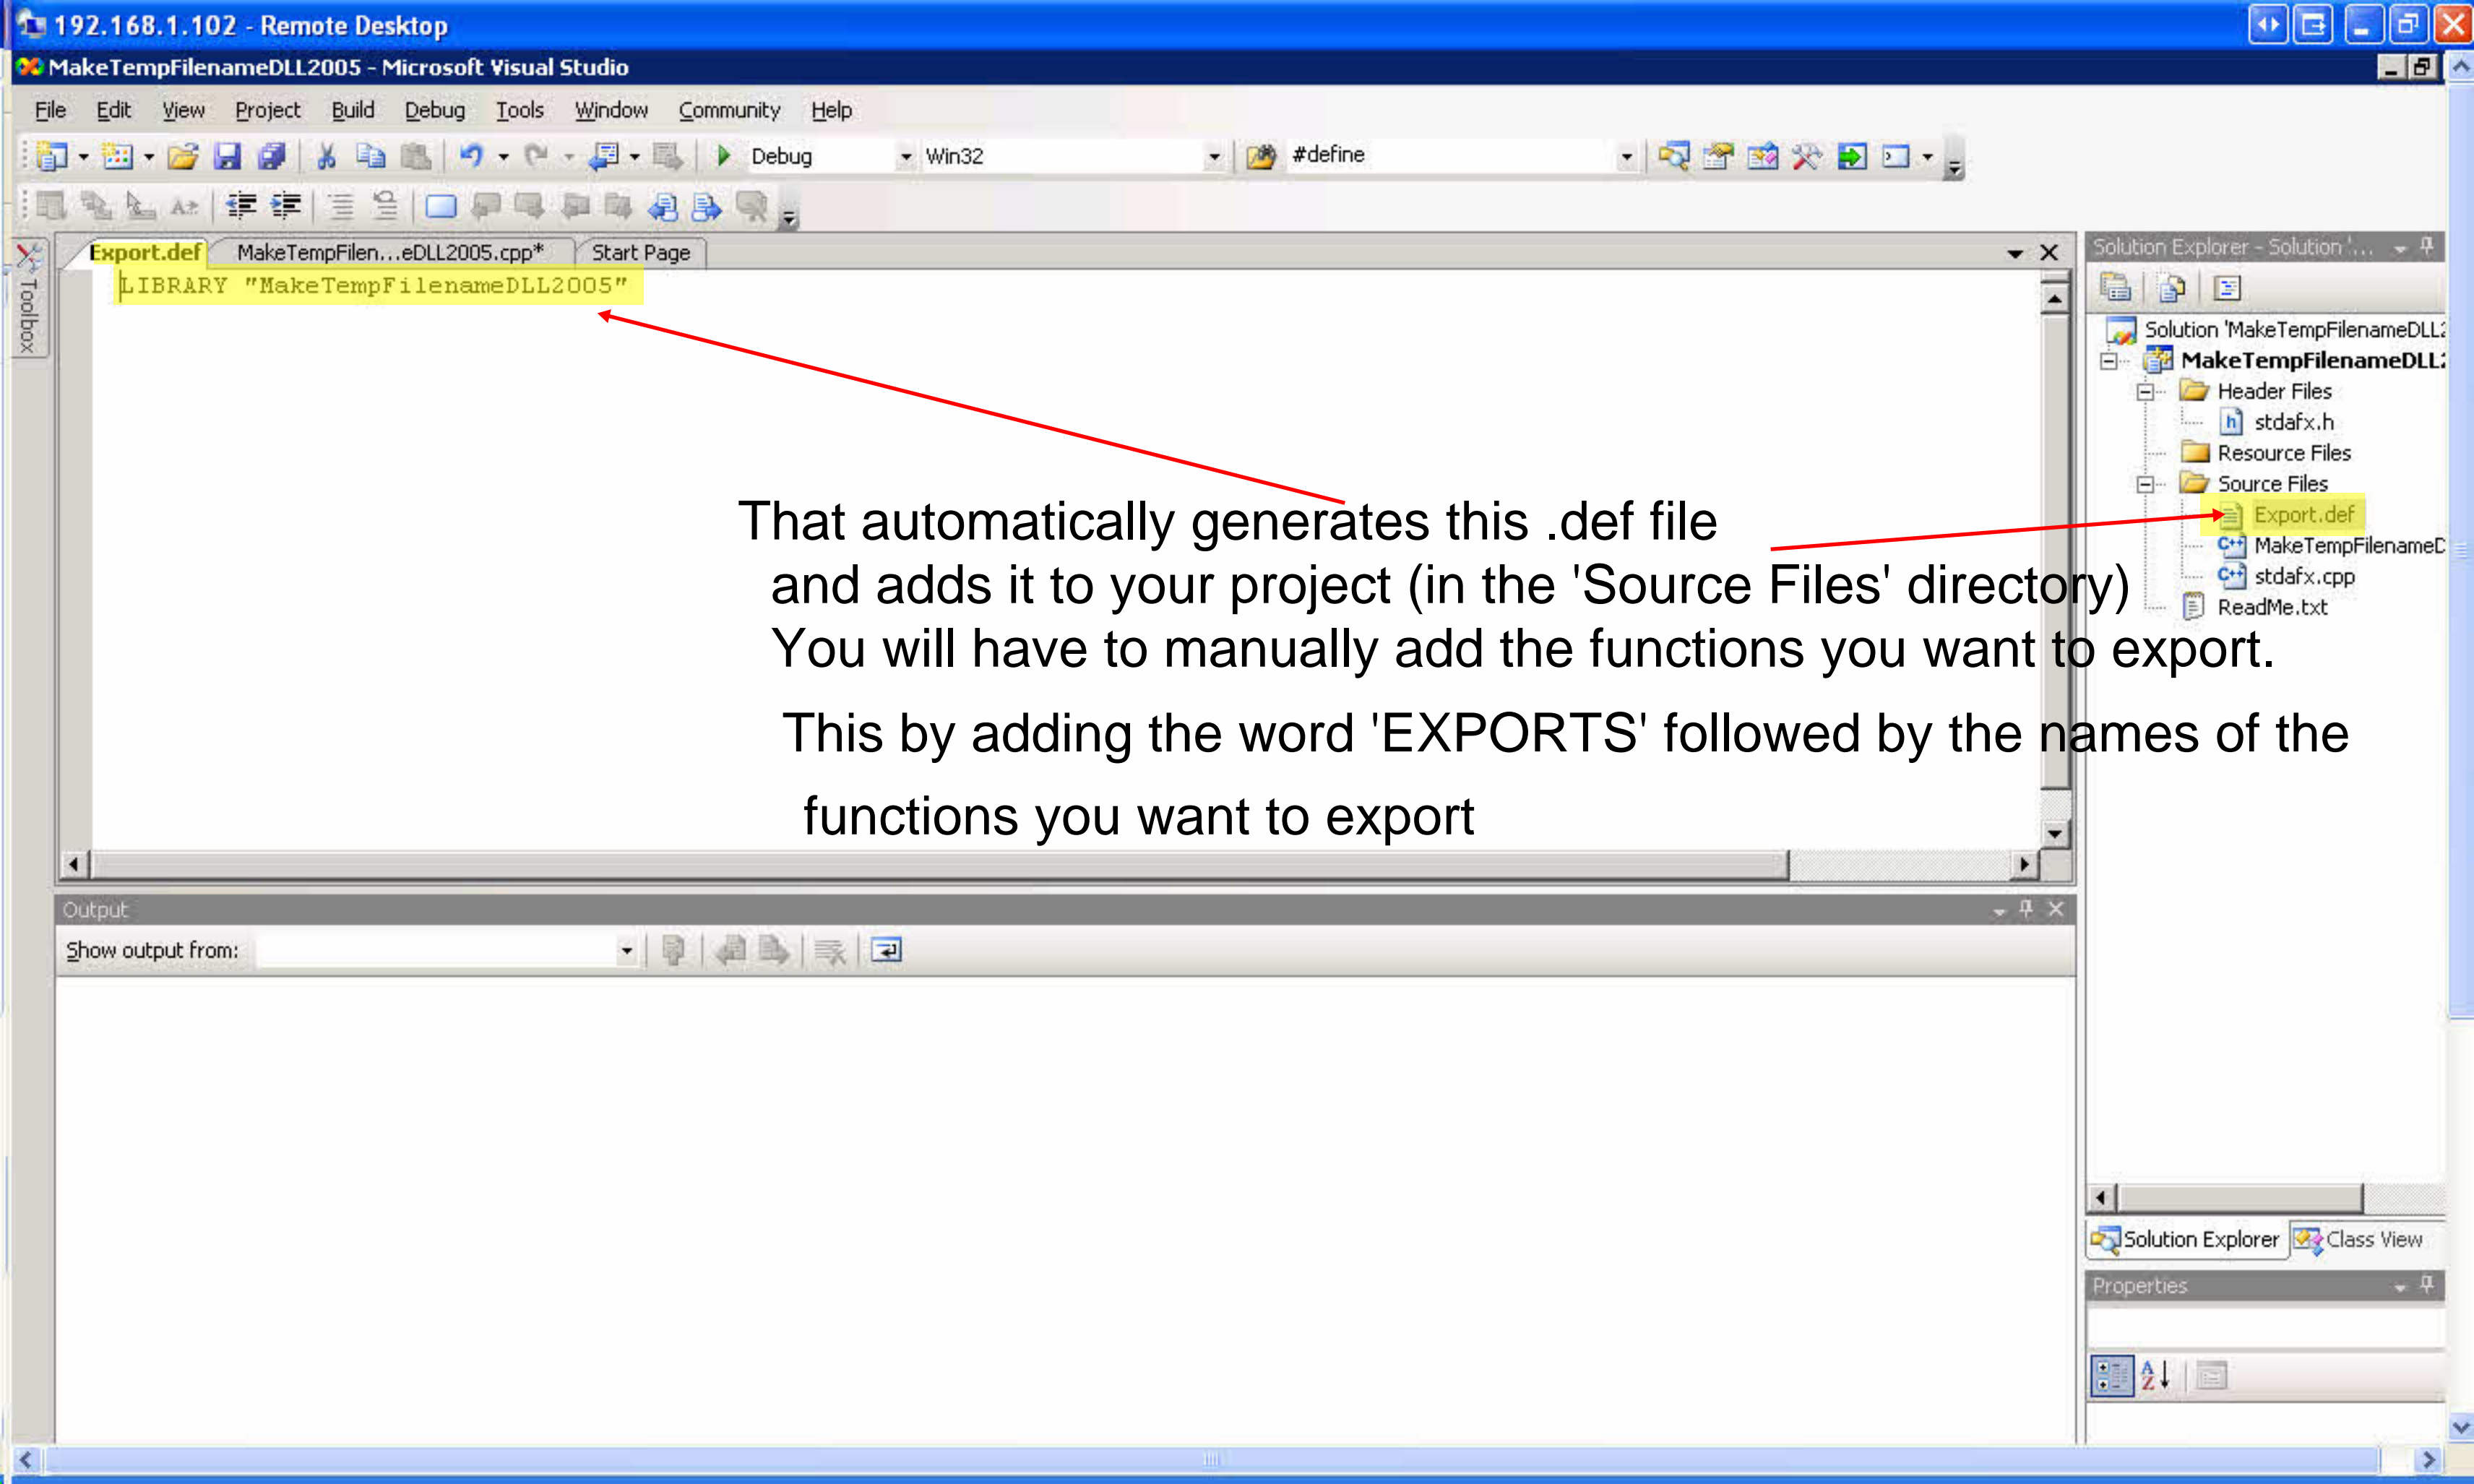 192.168.1.102 - Remote Desktop
MakeTempFilenameDLL2005 - Microsoft Visual Studio
File Edit View Project Build Debug Tools Window Community Help
Debug Win32 #define
Toolbox
Export.def MakeTempFilen...eDLL2005.cpp* Start Page
LIBRARY "MakeTempFilenameDLL2005"
That automatically generates this .def file
and adds it to your project (in the 'Source Files' directory)
You will have to manually add the functions you want to export.
This by adding the word 'EXPORTS' followed by the names of the
functions you want to export
Output
Show output from:
Solution Explorer - Solution '...
Solution 'MakeTempFilenameDLL2
MakeTempFilenameDLL2
Header Files
stdafx.h
Resource Files
Source Files
Export.def
MakeTempFilenameD
stdafx.cpp
ReadMe.txt
Solution Explorer Class View
Properties